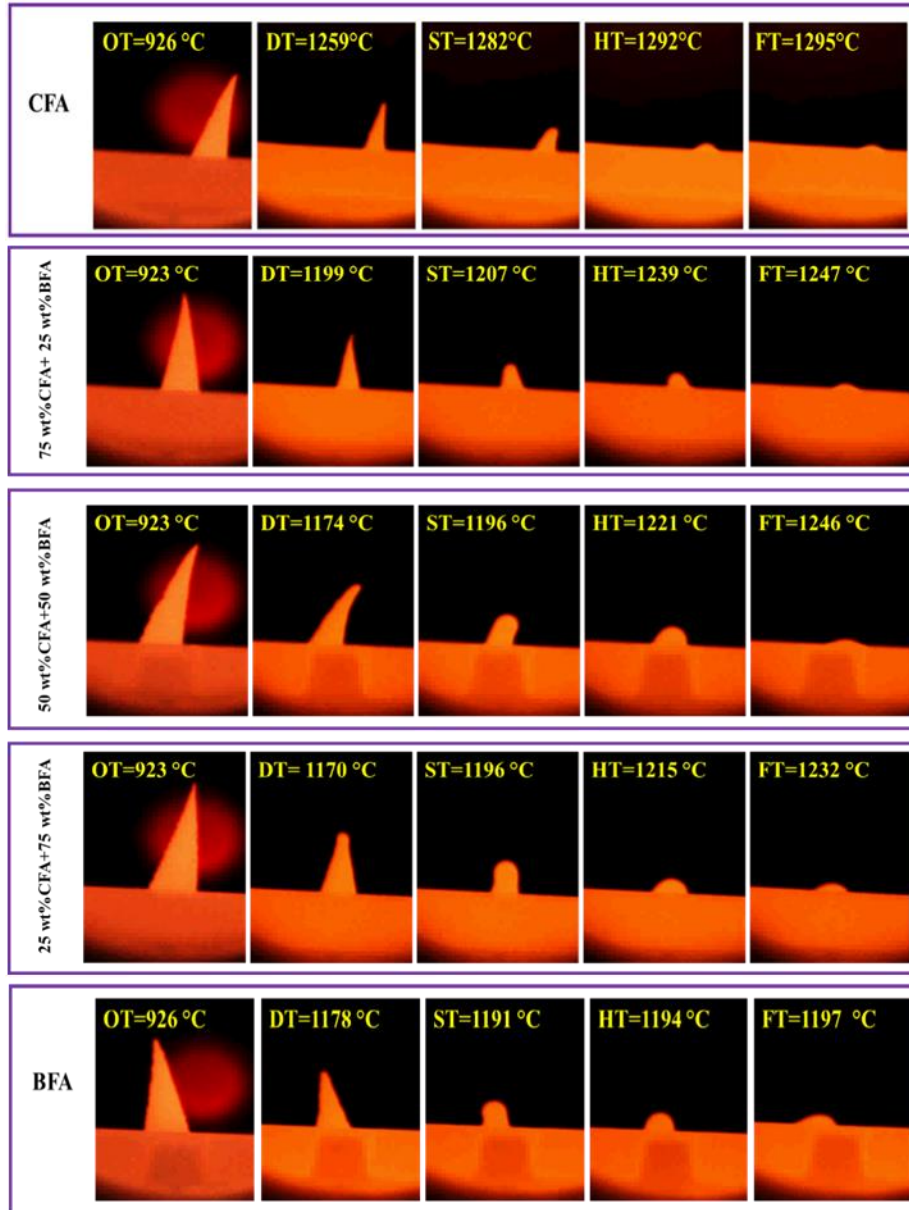 CFA
OT=926 °C
DT=1259°C
ST=1282°C
HT=1292°C
FT=1295°C
75 wt%CFA+ 25 wt%BFA
OT=923 °C
DT=1199 °C
ST=1207 °C
HT=1239 °C
FT=1247 °C
50 wt%CFA+50 wt%BFA
OT=923 °C
DT=1174 °C
ST=1196 °C
HT=1221 °C
FT=1246 °C
25 wt%CFA+75 wt%BFA
OT=923 °C
DT= 1170 °C
ST=1196 °C
HT=1215 °C
FT=1232 °C
BFA
OT=926 °C
DT=1178 °C
ST=1191 °C
HT=1194 °C
FT=1197 °C